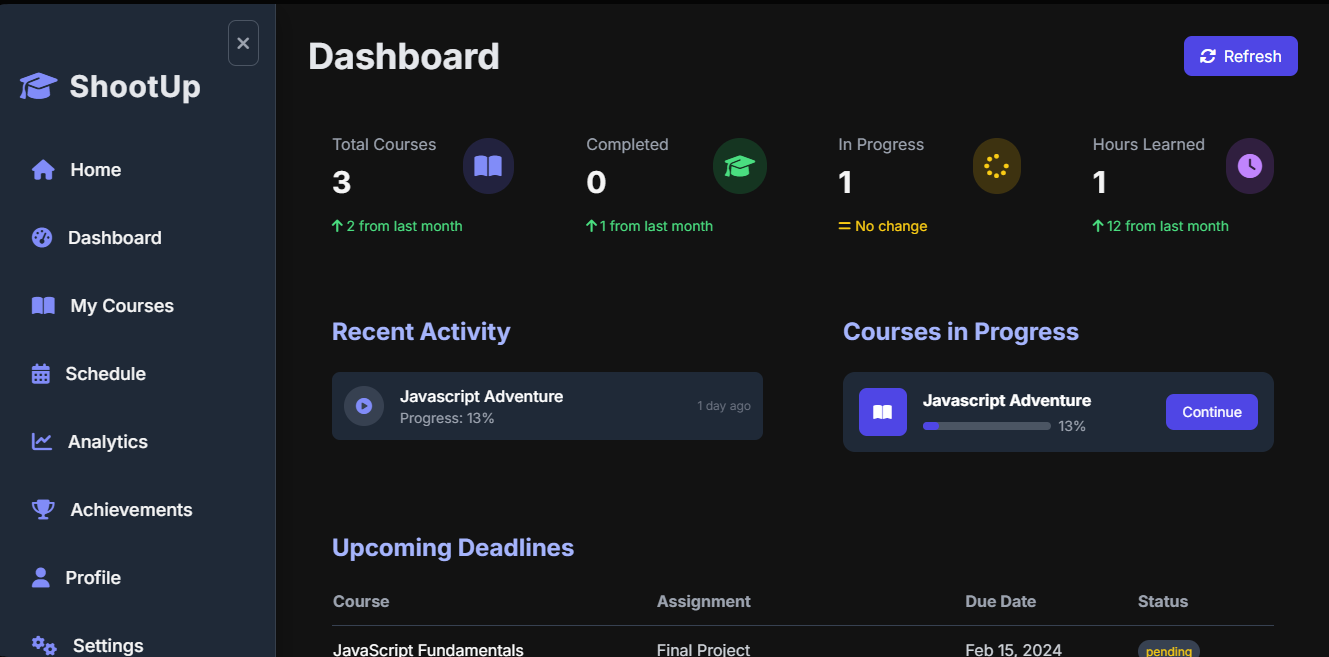 ShootUp
Home
Dashboard
My Courses
Schedule
Analytics
Achievements
Profile
Settings
Dashboard
Refresh
Total Courses
3
2 from last month
Completed
0
1 from last month
In Progress
1
No change
Hours Learned
1
12 from last month
Recent Activity
Javascript Adventure
Progress: 13%
1 day ago
Courses in Progress
Javascript Adventure
13%
Continue
Upcoming Deadlines
Course Assignment Due Date Status
JavaScript Fundamentals Final Project Feb 15, 2024 pending